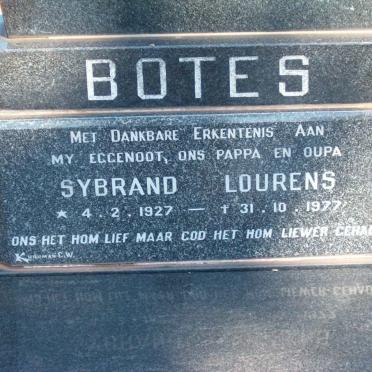 BOTES
MET DANKBARE ERKENTENIS AAN
MY EGGENOOT, ONS PAPPA EN OUPA
SYBRAND LOURENS
* 4.2.1927 — † 31.10.1977
ONS HET HOM LIEF MAAR GOD HET HOM LIEWER GEHAD